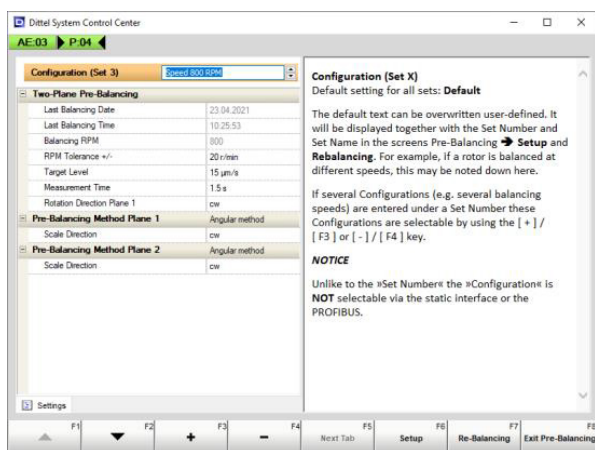 Dittel System Control Center
AE:03 P:04
Configuration (Set 3) Speed 800 RPM
Two-Plane Pre-Balancing
Last Balancing Date 23.04.2021
Last Balancing Time 10:25:53
Balancing RPM 800
RPM Tolerance +/- 20 r/min
Target Level 15 µm/s
Measurement Time 1.5 s
Rotation Direction Plane 1 cw
Pre-Balancing Method Plane 1 Angular method
Scale Direction cw
Pre-Balancing Method Plane 2 Angular method
Scale Direction cw
Settings
Configuration (Set X)
Default setting for all sets: Default
The default text can be overwritten user-defined. It
will be displayed together with the Set Number and
Set Name in the screens Pre-Balancing ➔ Setup and
Rebalancing. For example, if a rotor is balanced at
different speeds, this may be noted down here.
If several Configurations (e.g. several balancing
speeds) are entered under a Set Number these
Configurations are selectable by using the [ + ] /
[ F3 ] or [ - ] / [ F4 ] key.
NOTICE
Unlike to the »Set Number« the »Configuration« is
NOT selectable via the static interface or the
PROFIBUS.
F1 F2 F3 F4 F5 F6 F7 F8
+ - Next Tab Setup Re-Balancing Exit Pre-Balancing